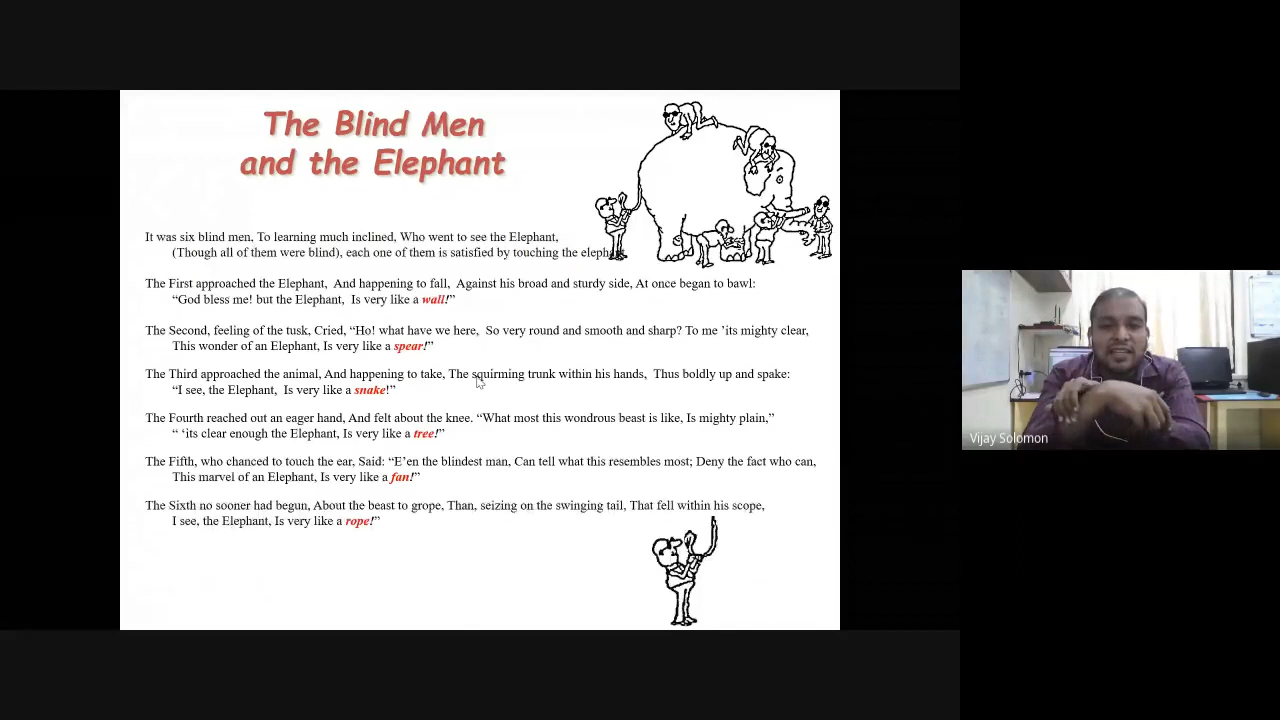 The Blind Men
and the Elephant
It was six blind men, To learning much inclined, Who went to see the Elephant,
(Though all of them were blind), each one of them is satisfied by touching the
The First approached the Elephant, And happening to fall, Against his broad and sturdy side, At once began to bawl:
“God bless me! but the Elephant, Is very like a wall!”
The Second, feeling of the tusk, Cried, “Ho! what have we here, So very round and smooth and sharp? To me ’its mighty clear,
This wonder of an Elephant, Is very like a spear!”
The Third approached the animal, And happening to take, The squirming trunk within his hands, Thus boldly up and spake:
“I see, the Elephant, Is very like a snake!”
The Fourth reached out an eager hand, And felt about the knee. “What most this wondrous beast is like, Is mighty plain,”
“ ‘its clear enough the Elephant, Is very like a tree!”
The Fifth, who chanced to touch the ear, Said: “E’en the blindest man, Can tell what this resembles most; Deny the fact who can,
This marvel of an Elephant, Is very like a fan!”
The Sixth no sooner had begun, About the beast to grope, Than, seizing on the swinging tail, That fell within his scope,
I see, the Elephant, Is very like a rope!”
Vijay Solomon